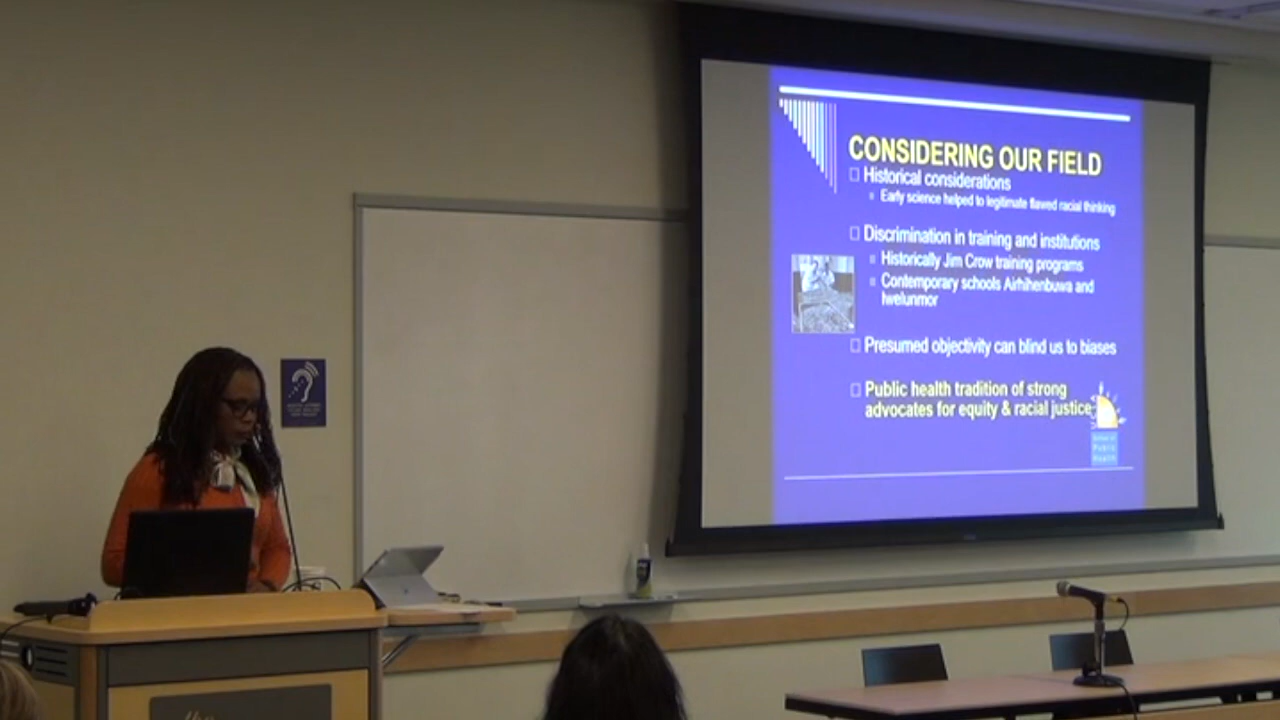 CONSIDERING OUR FIELD
Historical considerations
Early science helped to legitimate flawed racial thinking
Discrimination in training and institutions
Historically Jim Crow training programs
Contemporary schools Airhihenbuwa and
Iwelunmor
Presumed objectivity can blind us to biases
Public health tradition of strong
advocates for equity & racial justice
School of
Public
Health